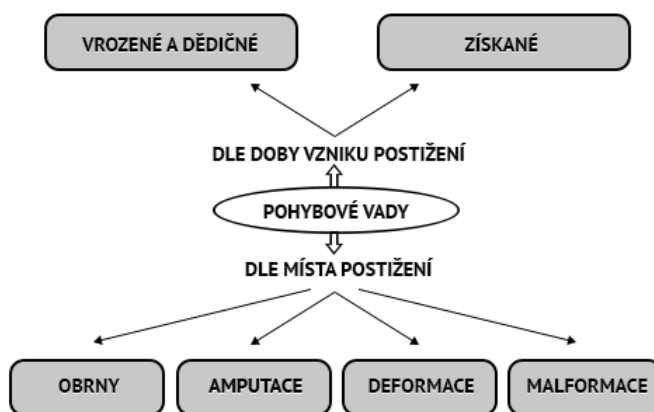 VROZENÉ A DĚDIČNÉ
ZÍSKANÉ
DLE DOBY VZNIKU POSTIŽENÍ
POHYBOVÉ VADY
DLE MÍSTA POSTIŽENÍ
OBRNY
AMPUTACE
DEFORMACE
MALFORMACE